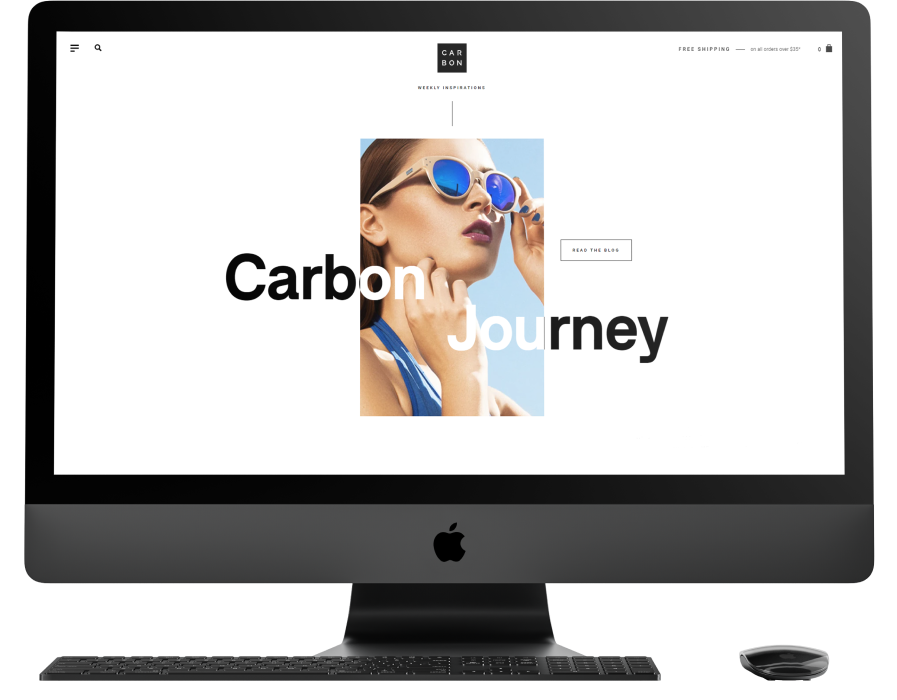 CAR
BON
FREE SHIPPING — on all orders over $35*
0
WEEKLY INSPIRATIONS
READ THE BLOG
Carbon
Journey